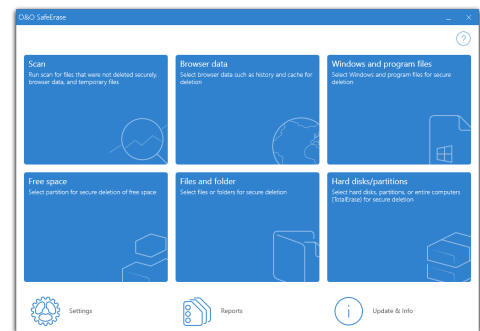 O&O SafeErase
Scan
Run scan for files that were not deleted securely,
browser data, and temporary files
Browser data
Select browser data such as history and cache for
deletion
Windows and program files
Select Windows and program files for secure
deletion
Free space
Select partition for secure deletion of free space
Files and folder
Select files or folders for secure deletion
Hard disks/partitions
Select hard disks, partitions, or entire computers
(TotalErase) for secure deletion
Settings
Reports
Update & Info